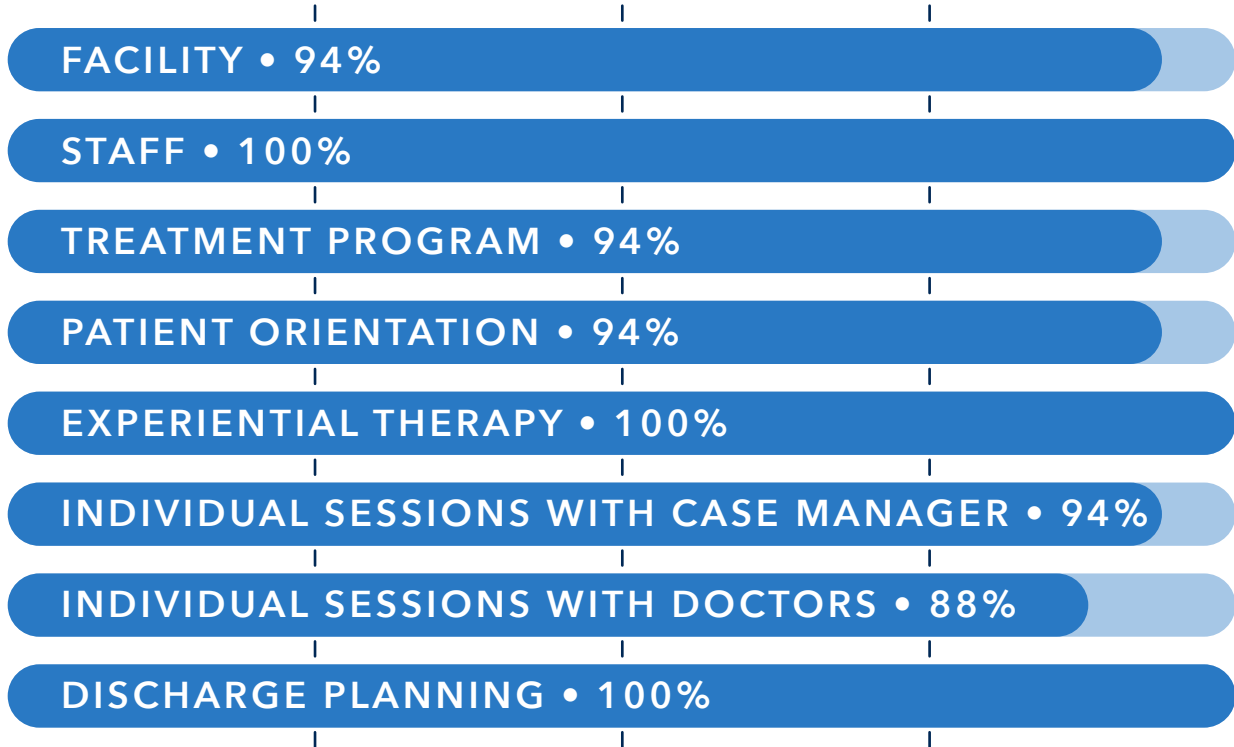 FACILITY • 94%
STAFF • 100%
TREATMENT PROGRAM • 94%
PATIENT ORIENTATION • 94%
EXPERIENTIAL THERAPY • 100%
INDIVIDUAL SESSIONS WITH CASE MANAGER • 94%
INDIVIDUAL SESSIONS WITH DOCTORS • 88%
DISCHARGE PLANNING • 100%